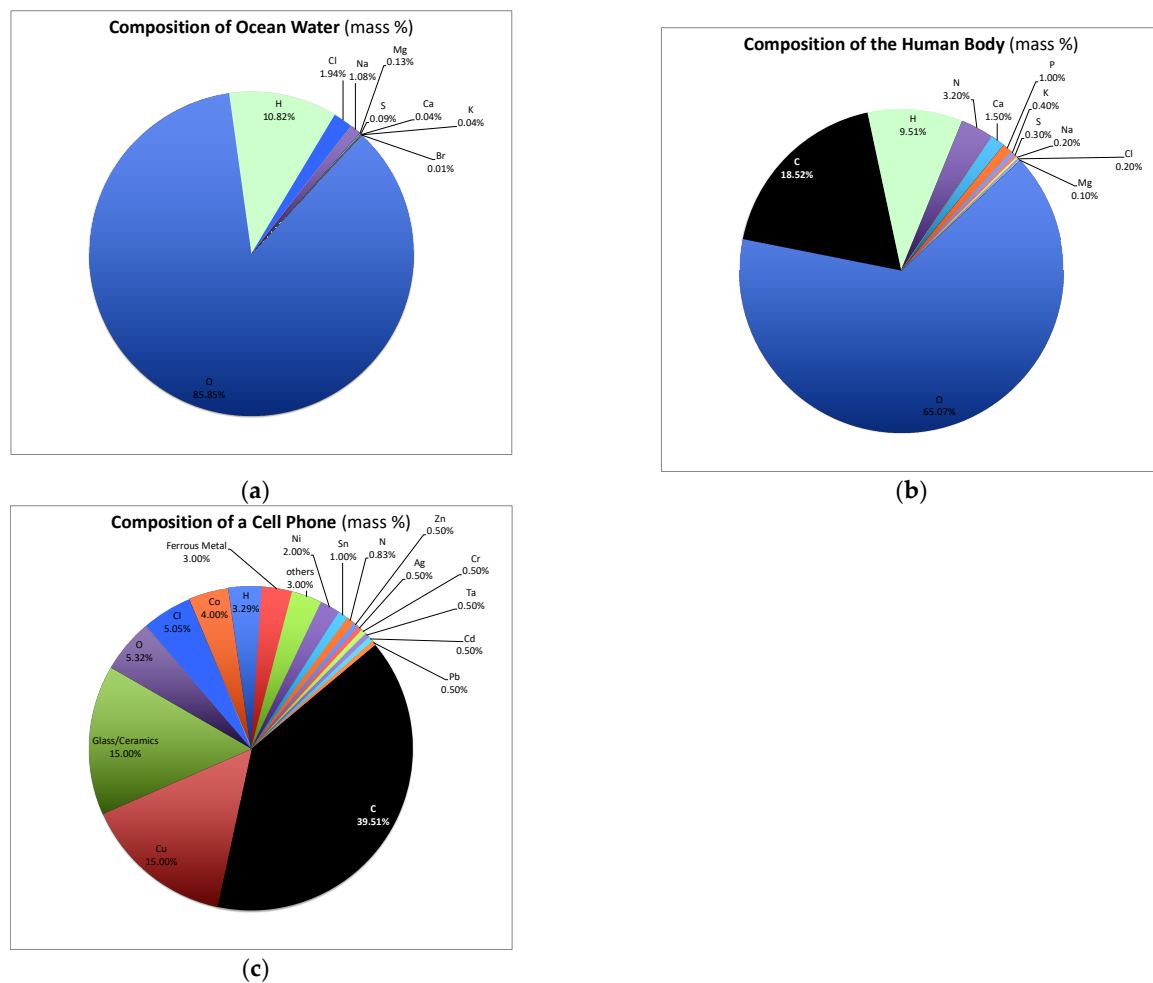 Composition of Ocean Water (mass %)
Mg
0.13%
Cl
1.94%
Na
1.08%
H
10.82%
S
0.09%
Ca
0.04%
K
0.04%
Br
0.01%
O
85.85%
(a)
Composition of the Human Body (mass %)
P
1.00%
N
3.20%
K
0.40%
Ca
1.50%
S
0.30%
Na
0.20%
Cl
0.20%
Mg
0.10%
H
9.51%
C
18.52%
O
65.07%
(b)
Composition of a Cell Phone (mass %)
Zn
0.50%
Ferrous Metal
3.00%
Ni
2.00%
Sn
1.00%
N
0.83%
others
3.00%
Ag
0.50%
Cr
0.50%
Ta
0.50%
Cd
0.50%
Pb
0.50%
H
3.29%
Co
4.00%
Cl
5.05%
O
5.32%
Glass/Ceramics
15.00%
Cu
15.00%
C
39.51%
(c)